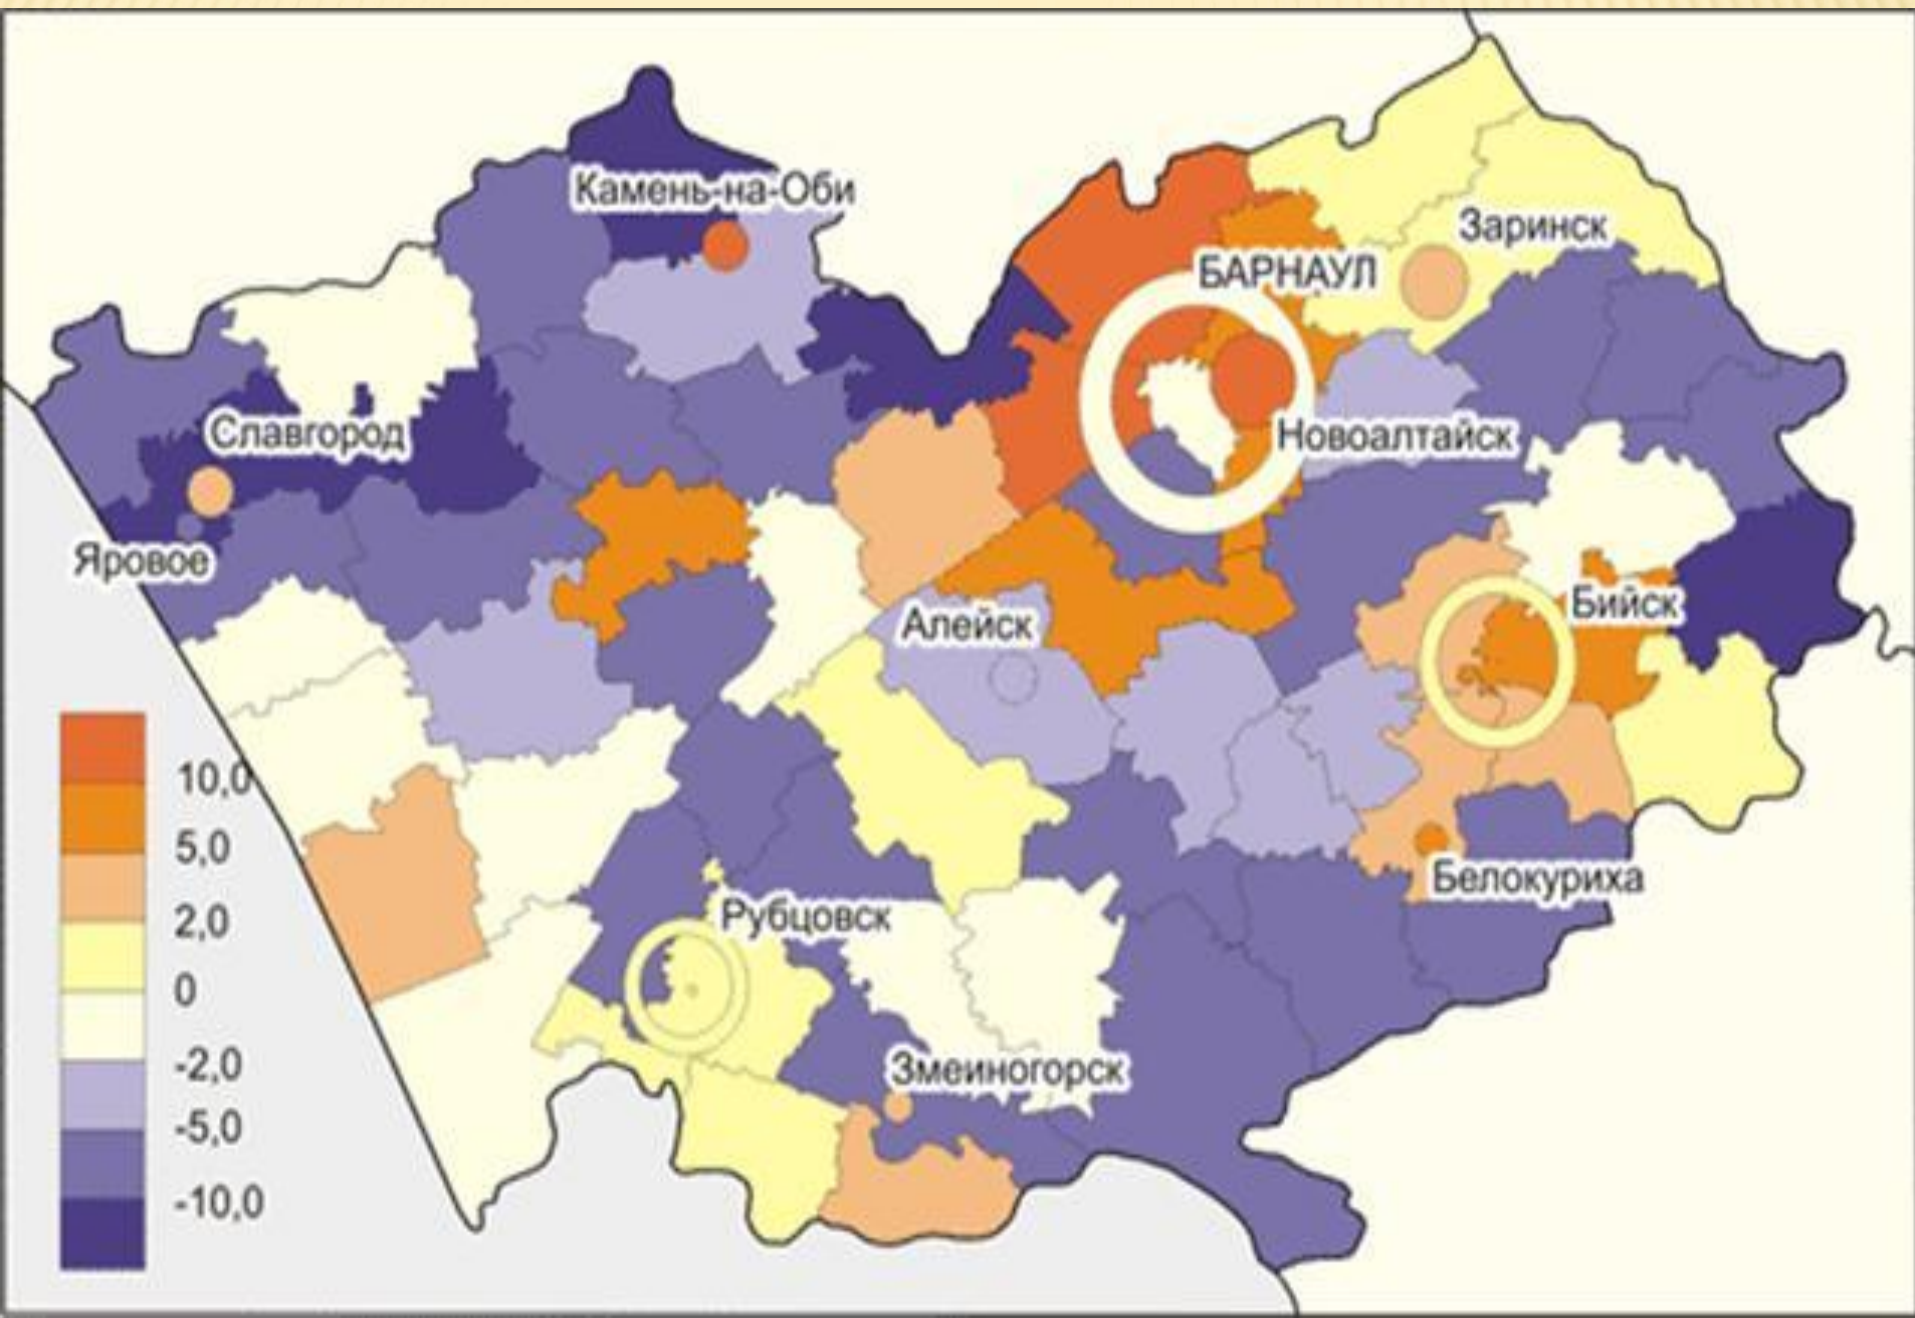 Камень-на-Оби
Заринск
БАРНАУЛ
Славгород
Новоалтайск
Яровое
Бийск
Алейск
10,0
5,0
Белокуриха
2,0
Рубцовск
0
-2,0
Змеиногорск
-5,0
-10,0